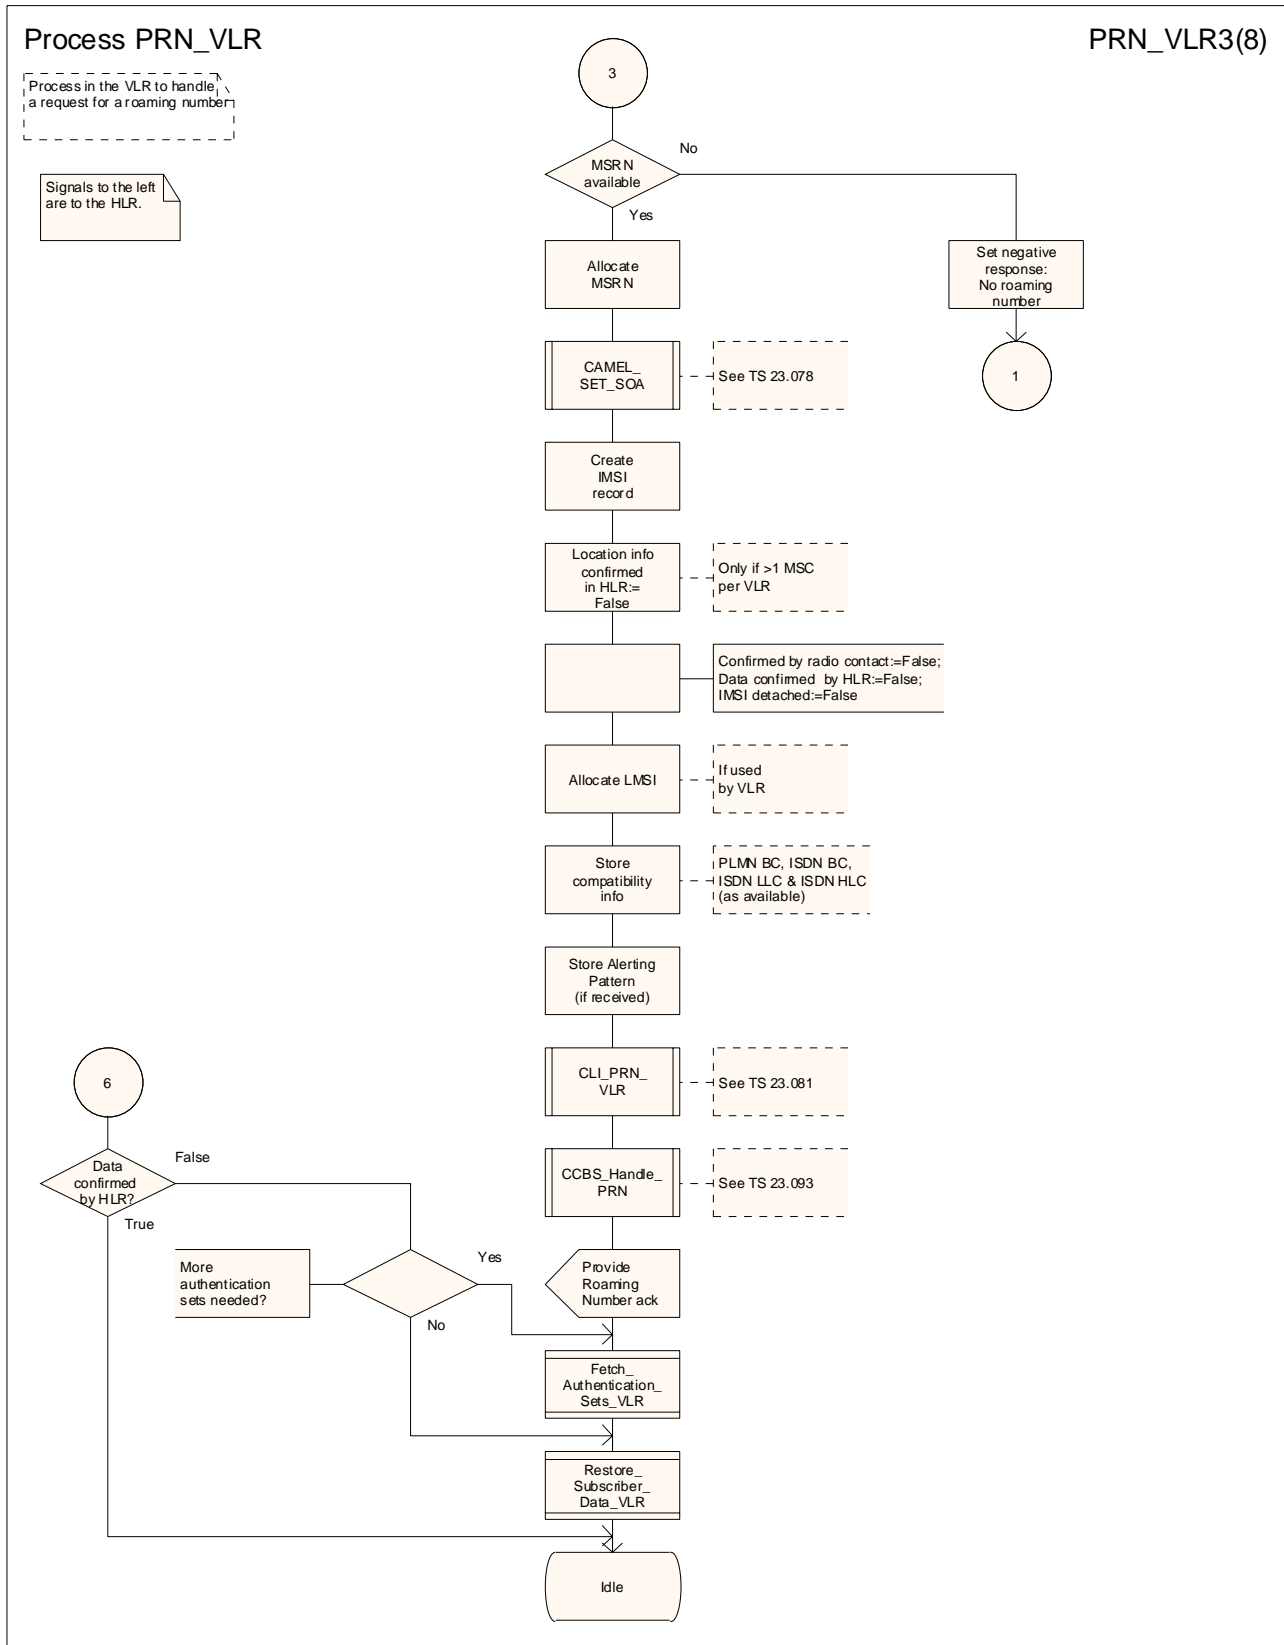 Process PRN_VLR
PRN_VLR3(8)
Process in the VLR to handle
a request for a roaming number
Signals to the left
are to the HLR.
3
MSRN
available
No
Yes
Allocate
MSRN
Set negative
response:
No roaming
number
1
CAMEL_
SET_SOA
See TS 23.078
Create
IMSI
record
Location info
confirmed
in HLR:=
False
Only if >1 MSC
per VLR
Confirmed by radio contact:=False;
Data confirmed by HLR:=False;
IMSI detached:=False
Allocate LMSI
If used
by VLR
Store
compatibility
info
PLMN BC, ISDN BC,
ISDN LLC & ISDN HLC
(as available)
Store Alerting
Pattern
(if received)
CLI_PRN_
VLR
See TS 23.081
6
Data
confirmed
by HLR?
False
True
CCBS_Handle_
PRN
See TS 23.093
More
authentication
sets needed?
Yes
No
Provide
Roaming
Number ack
Fetch_
Authentication_
Sets_VLR
Restore_
Subscriber_
Data_VLR
Idle